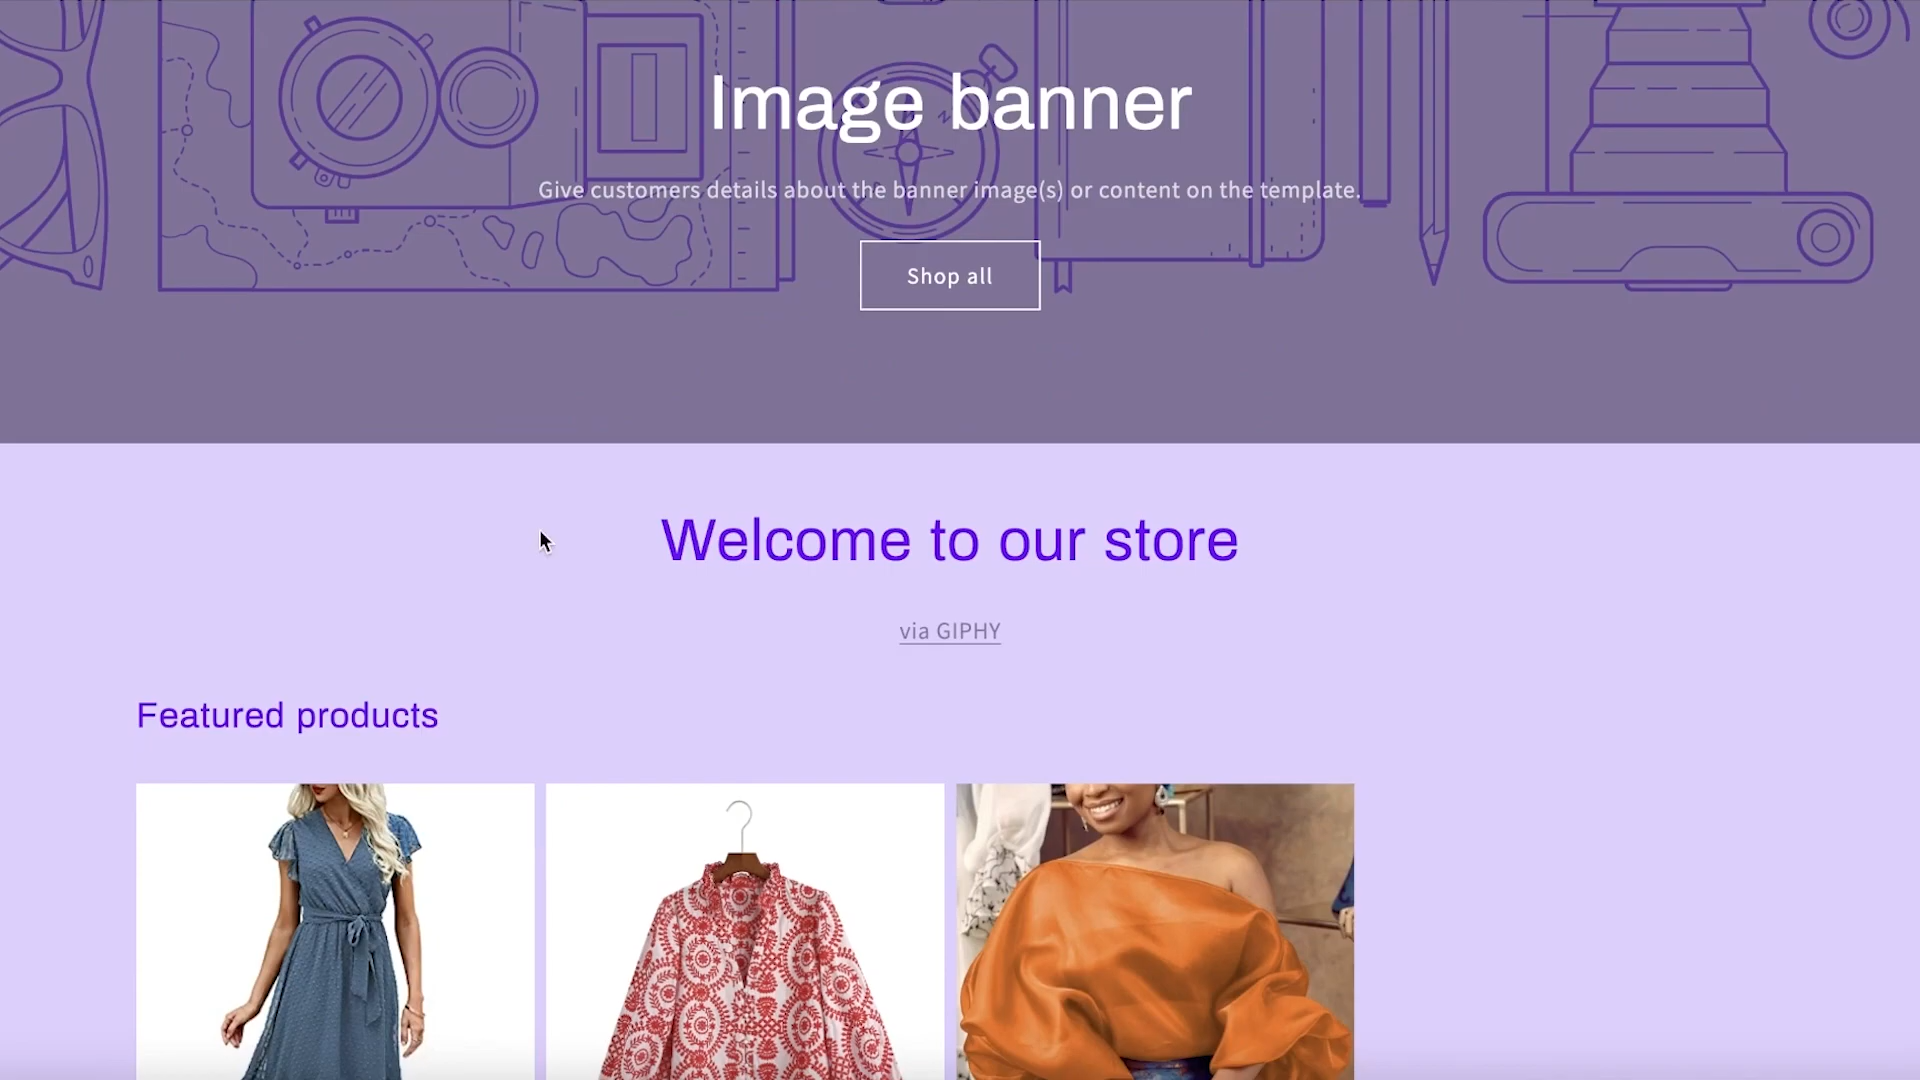 Image banner
Give customers details about the banner image(s) or content on the template.
Shop all
Welcome to our store
via GIPHY
Featured products